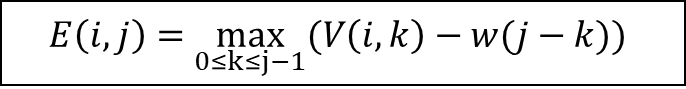 E(i, j) = max 0≤k≤j−1 (V(i, k) − w(j − k))